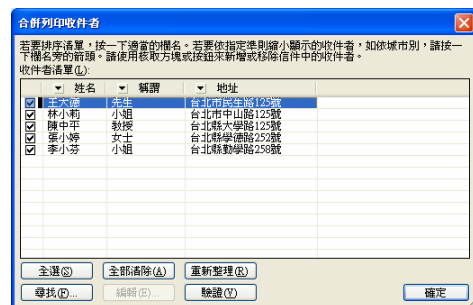 合併列印收件者
若要排序清單，按一下適當的欄名。若要依指定準則縮小顯示的收件者，如依城市別，請按一
下欄名旁的箭頭。請使用核取方塊或按鈕來新增或移除信件中的收件者。
收件者清單(L):
姓名 稱謂 地址
王大德 先生 台北市民生路125號
林小莉 小姐 台北市中山路125號
陳中平 教授 台北縣大學路125號
張小婷 女士 台北縣學德路252號
李小芬 小姐 台北縣勤學路258號
全選(S) 全部清除(A) 重新整理(R)
尋找(F)... 編輯(E)... 驗證(V) 確定